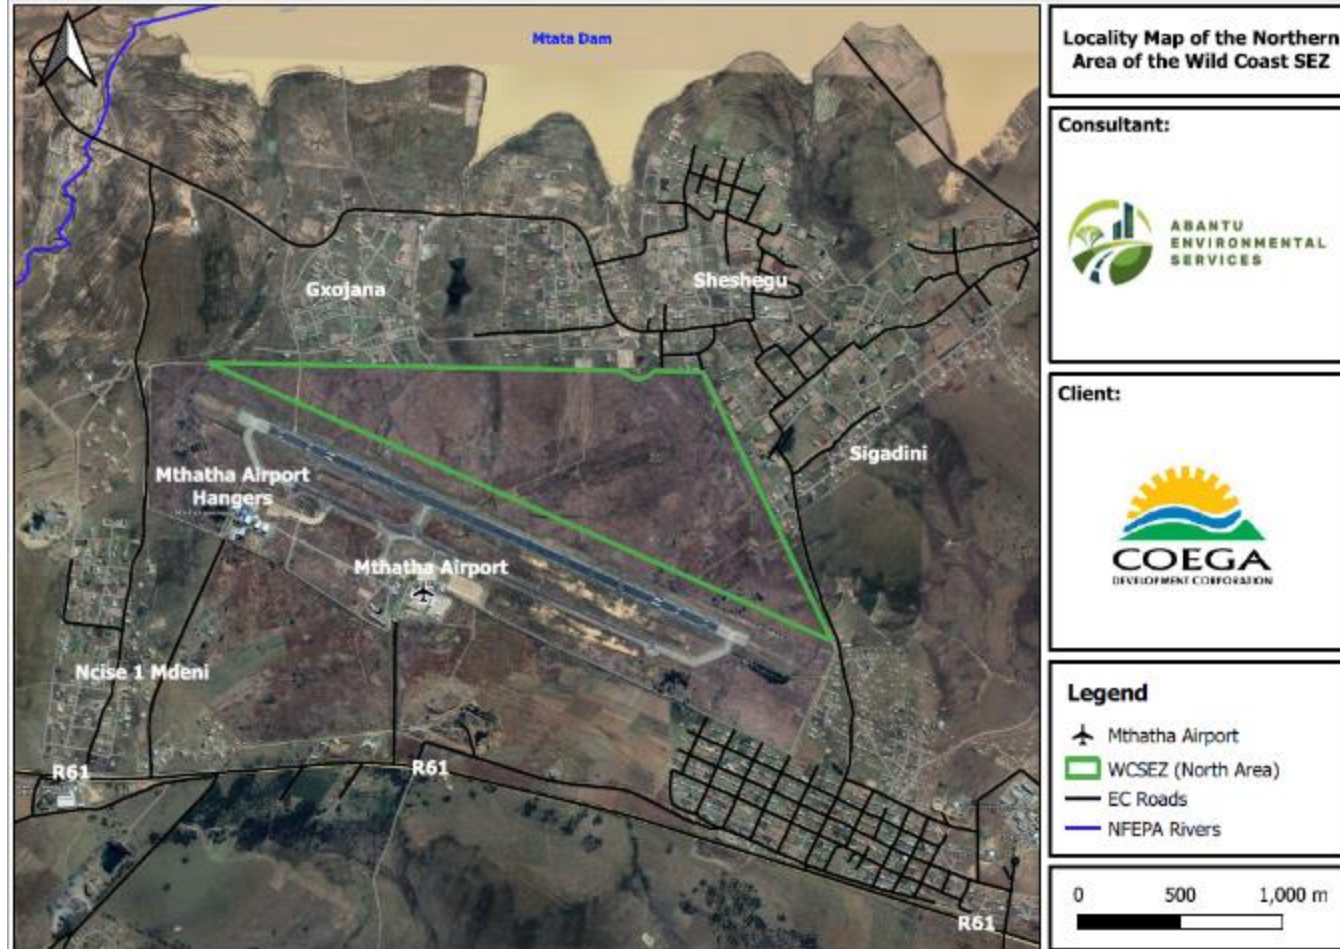 Mtata Dam
Gxojana
Sheshegu
Sigadini
Mthatha Airport
Hangers
Mthatha Airport
Ncise 1 Mdeni
R61
R61
R61
Locality Map of the Northern
Area of the Wild Coast SEZ
Consultant:
ABANTU
ENVIRONMENTAL
SERVICES
Client:
COEGA
DEVELOPMENT CORPORATION
Legend
Mthatha Airport
WCSEZ (North Area)
EC Roads
NFEPA Rivers
0 500 1,000 m